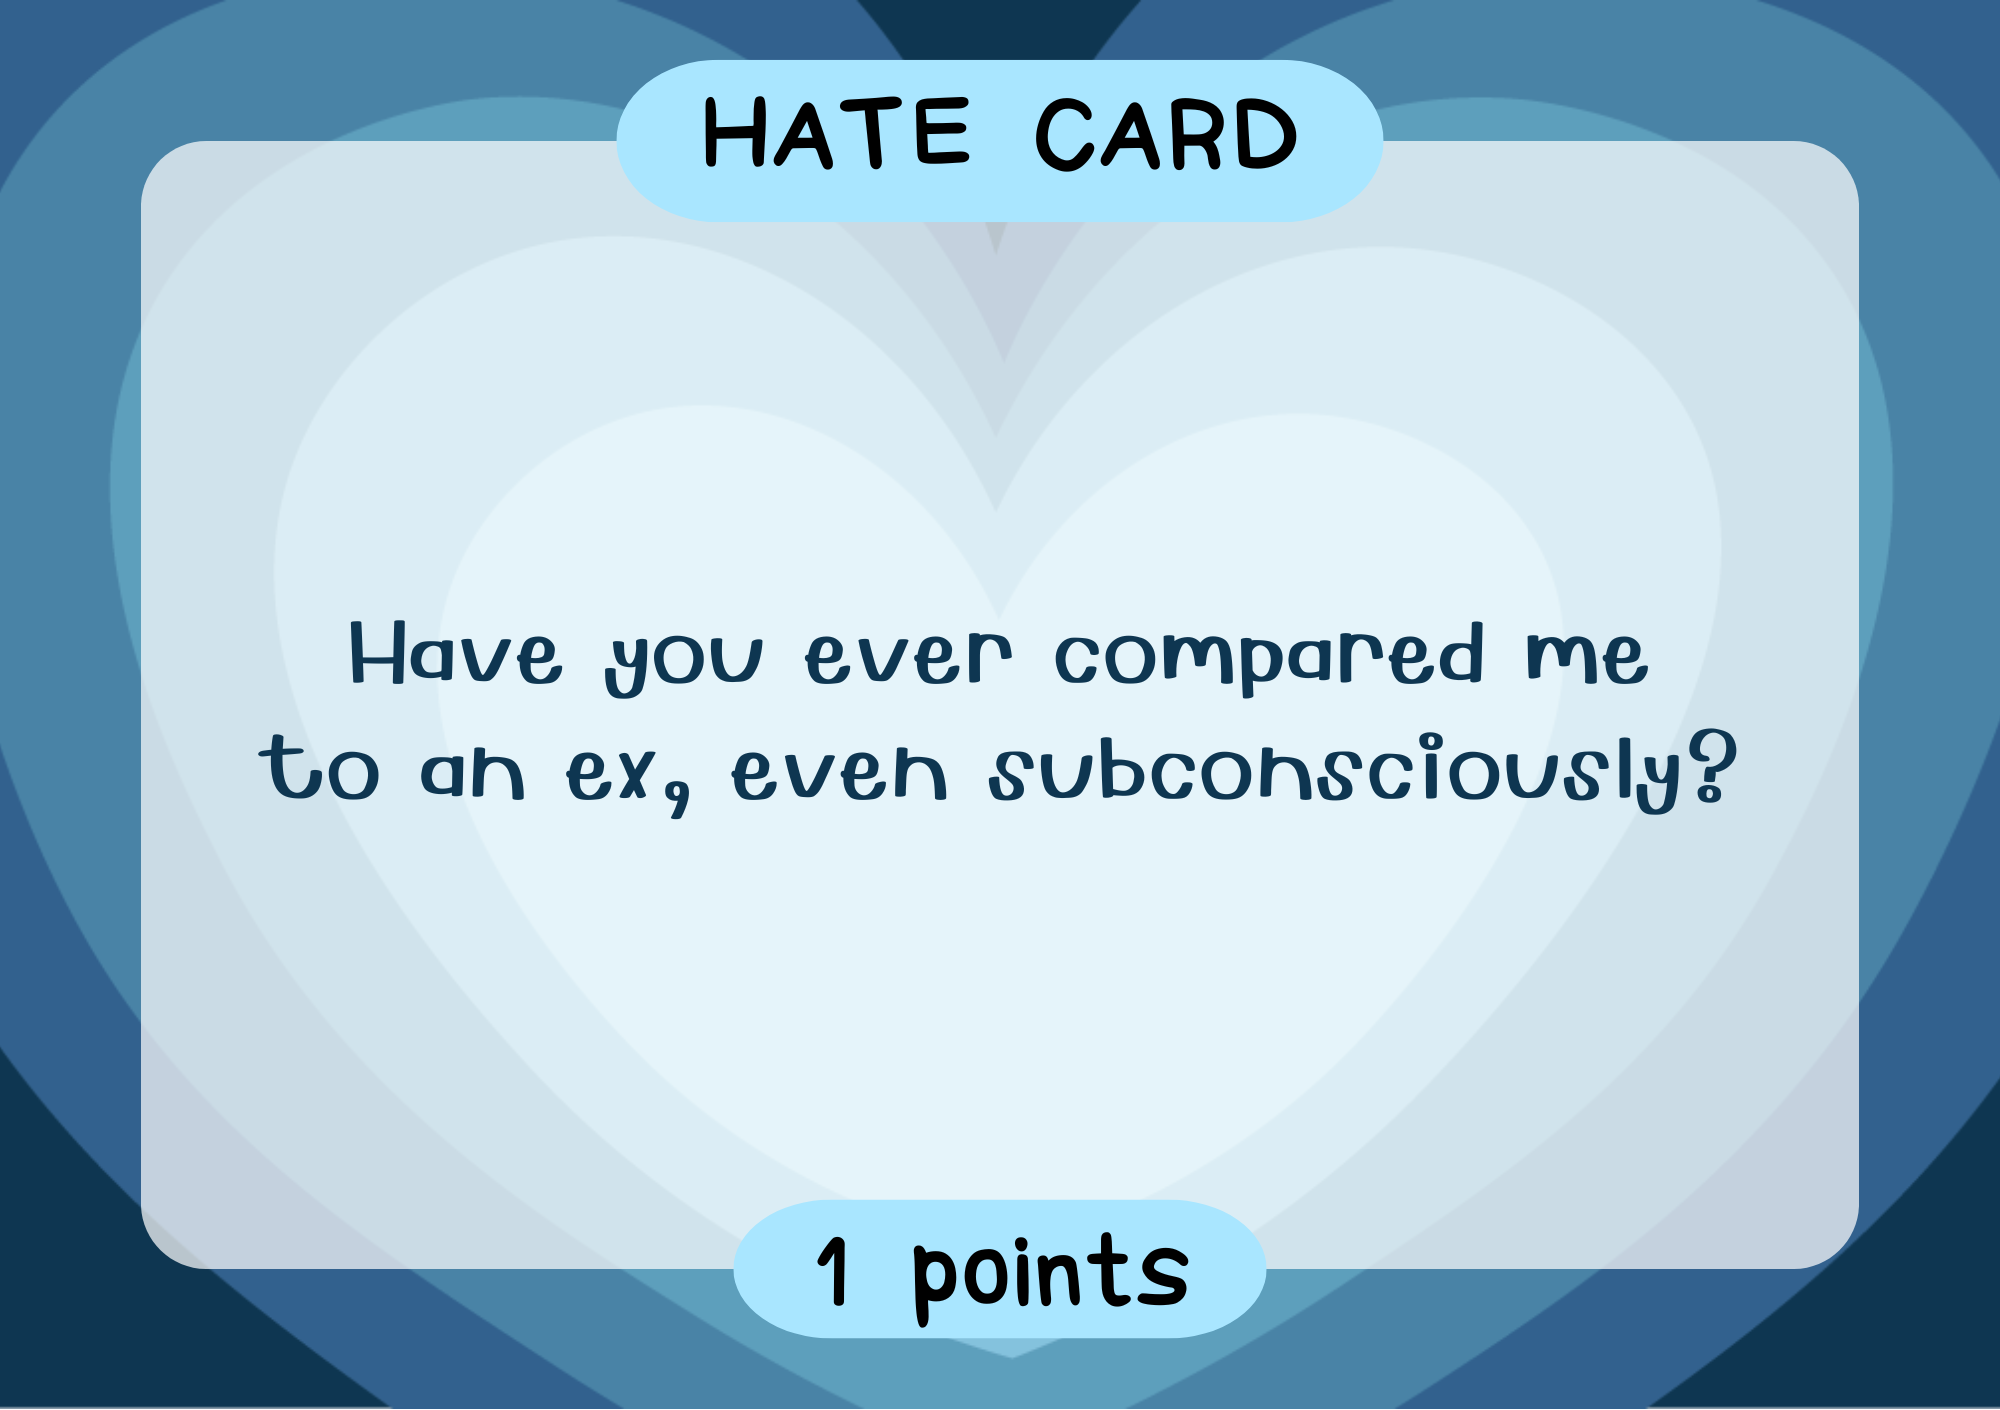 HATE CARD
Have you ever compared me
to an ex, even subconsciously?
1 points